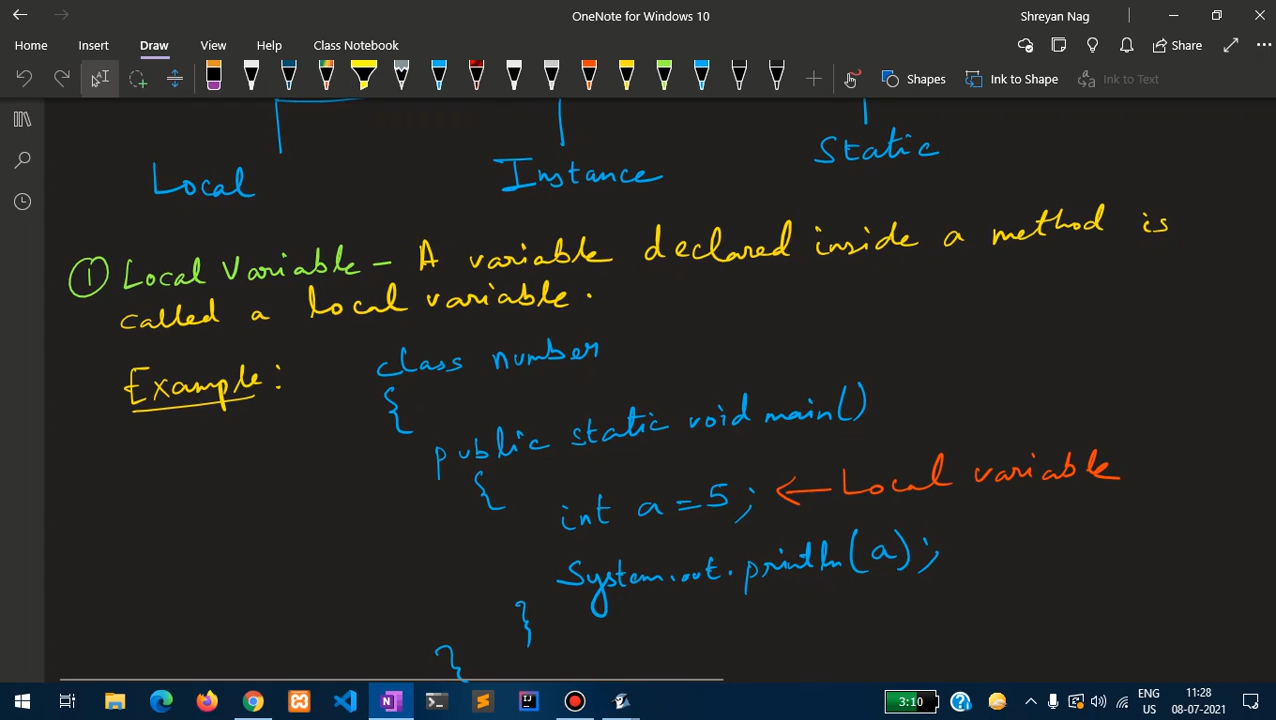 OneNote for Windows 10
Shreyan Nag
Home Insert Draw View Help Class Notebook
Share
Shapes Ink to Shape Ink to Text
Local Instance Static
① Local Variable - A variable declared inside a method is
called a local variable.
Example:
class number
{
public static void main()
{
int a = 5; ← Local variable
System.out.println(a);
}
}
3:10
ENG
US
11:28
08-07-2021